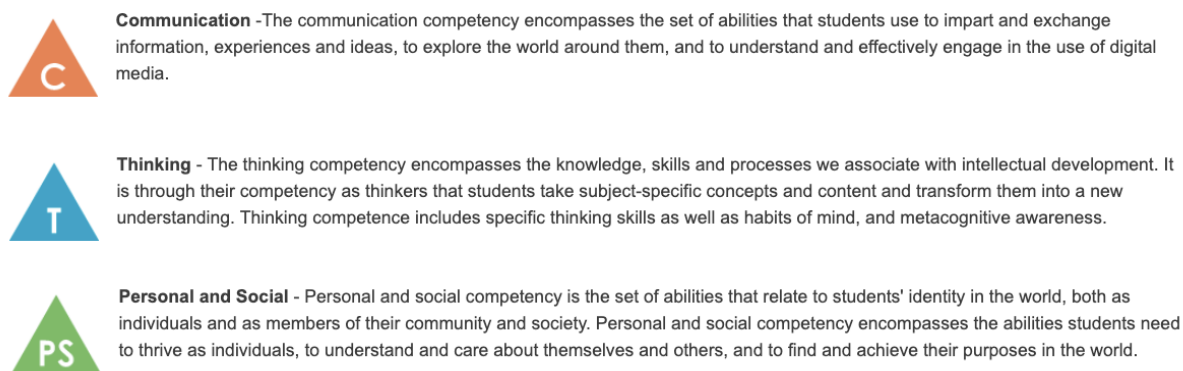 Communication -The communication competency encompasses the set of abilities that students use to impart and exchange
information, experiences and ideas, to explore the world around them, and to understand and effectively engage in the use of digital
media.
C
Thinking - The thinking competency encompasses the knowledge, skills and processes we associate with intellectual development. It
is through their competency as thinkers that students take subject-specific concepts and content and transform them into a new
understanding. Thinking competence includes specific thinking skills as well as habits of mind, and metacognitive awareness.
T
Personal and Social - Personal and social competency is the set of abilities that relate to students' identity in the world, both as
individuals and as members of their community and society. Personal and social competency encompasses the abilities students need
to thrive as individuals, to understand and care about themselves and others, and to find and achieve their purposes in the world.
PS